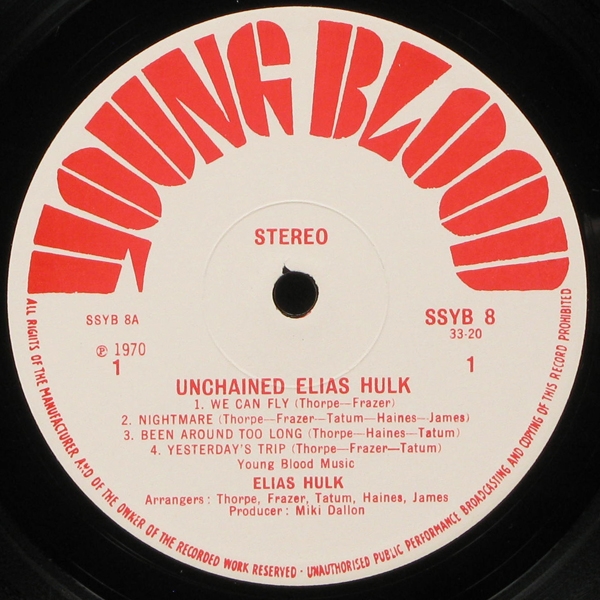 YOUNG BLOOD
STEREO
SSYB 8A
SSYB 8
33-20
℗ 1970
1
1
UNCHAINED ELIAS HULK
1. WE CAN FLY (Thorpe—Frazer)
2. NIGHTMARE (Thorpe—Frazer—Tatum—Haines—James)
3. BEEN AROUND TOO LONG (Thorpe—Haines—Tatum)
4. YESTERDAY'S TRIP (Thorpe—Frazer—Tatum)
Young Blood Music
ELIAS HULK
Arrangers: Thorpe, Frazer, Tatum, Haines, James
Producer: Miki Dallon
ALL RIGHTS OF THE MANUFACTURER AND OF THE OWNER OF THE RECORDED WORK RESERVED · UNAUTHORISED PUBLIC PERFORMANCE BROADCASTING AND COPYING OF THIS RECORD PROHIBITED